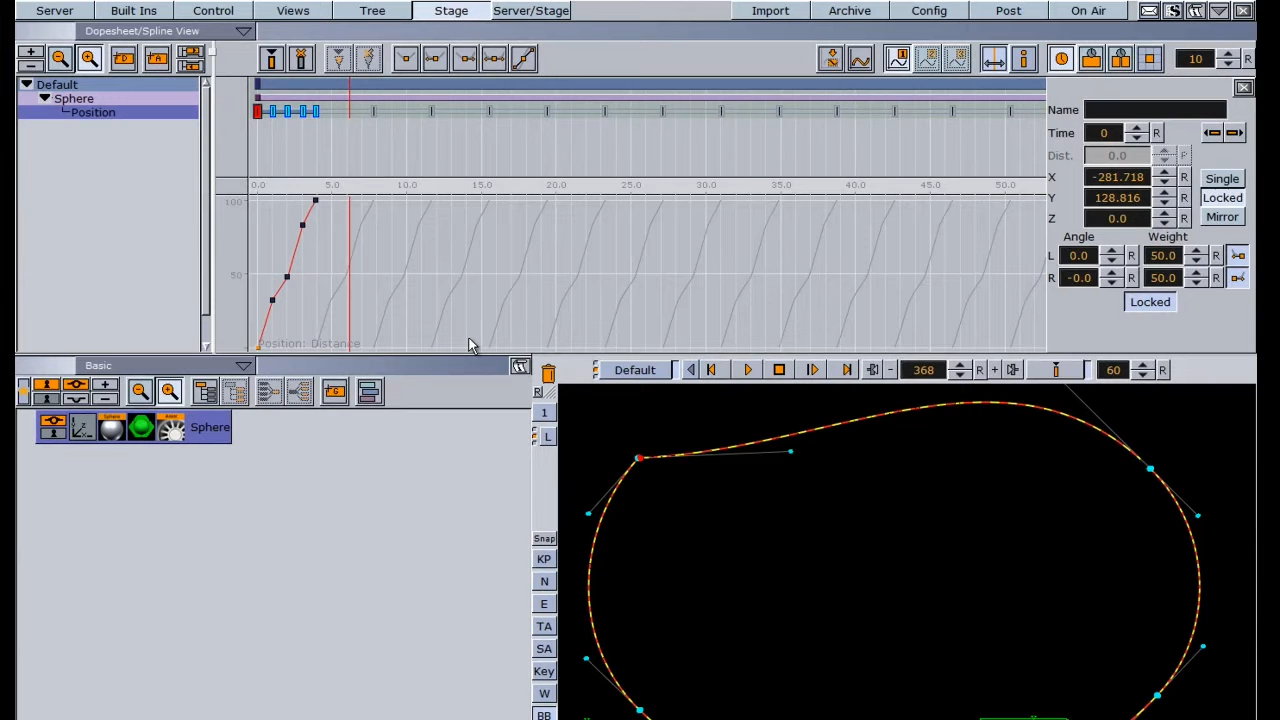 Server Built Ins Control Views Tree Stage Server/Stage Import Archive Config Post On Air
Dopesheet/Spline View
D A 1 10 R
Default
Sphere
Position
Name
Time 0 R
Dist. 0.0
X -281.718 R Single
Y 128.816 R Locked
Z 0.0 R Mirror
0.0 5.0 10.0 15.0 20.0 25.0 30.0 35.0 40.0 45.0 50.0
100
50
Angle Weight
L 0.0 R 50.0 R
R -0.0 R 50.0 R
Locked
Position: Distance
Basic
Default 368 R 60 R
G
R
1
L
Sphere
Snap
KP
N
E
TA
SA
Key
W
BB